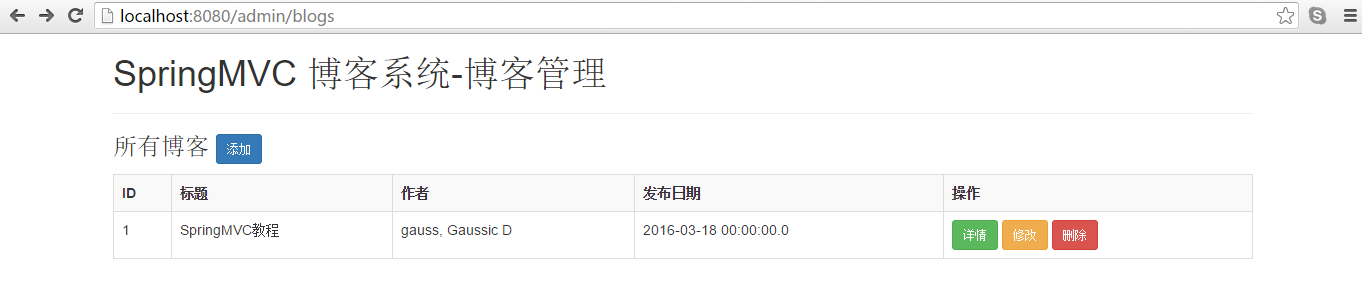 localhost:8080/admin/blogs
SpringMVC 博客系统-博客管理
所有博客 添加
ID 标题 作者 发布日期 操作
1 SpringMVC教程 gauss, Gaussic D 2016-03-18 00:00:00.0 详情 修改 删除